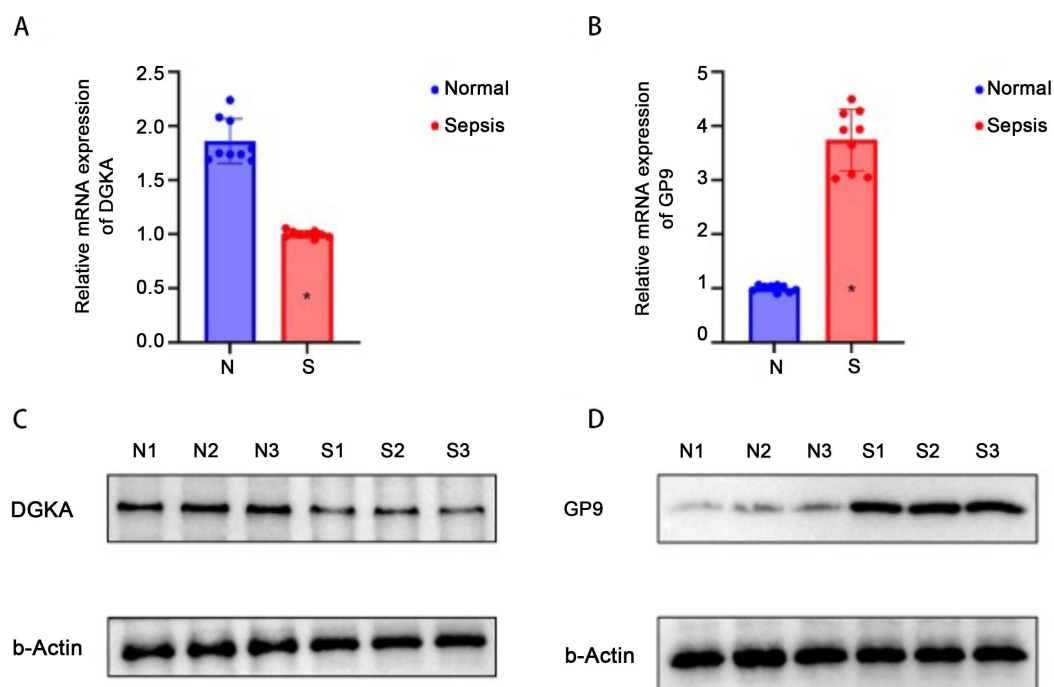 A
Relative mRNA expression
of DGKA
2.5
2.0
1.5
1.0
0.5
0.0
*
N
S
Normal
Sepsis
B
Relative mRNA expression
of GP9
5
4
3
2
1
0
*
N
S
Normal
Sepsis
C
N1 N2 N3 S1 S2 S3
DGKA
b-Actin
D
N1 N2 N3 S1 S2 S3
GP9
b-Actin